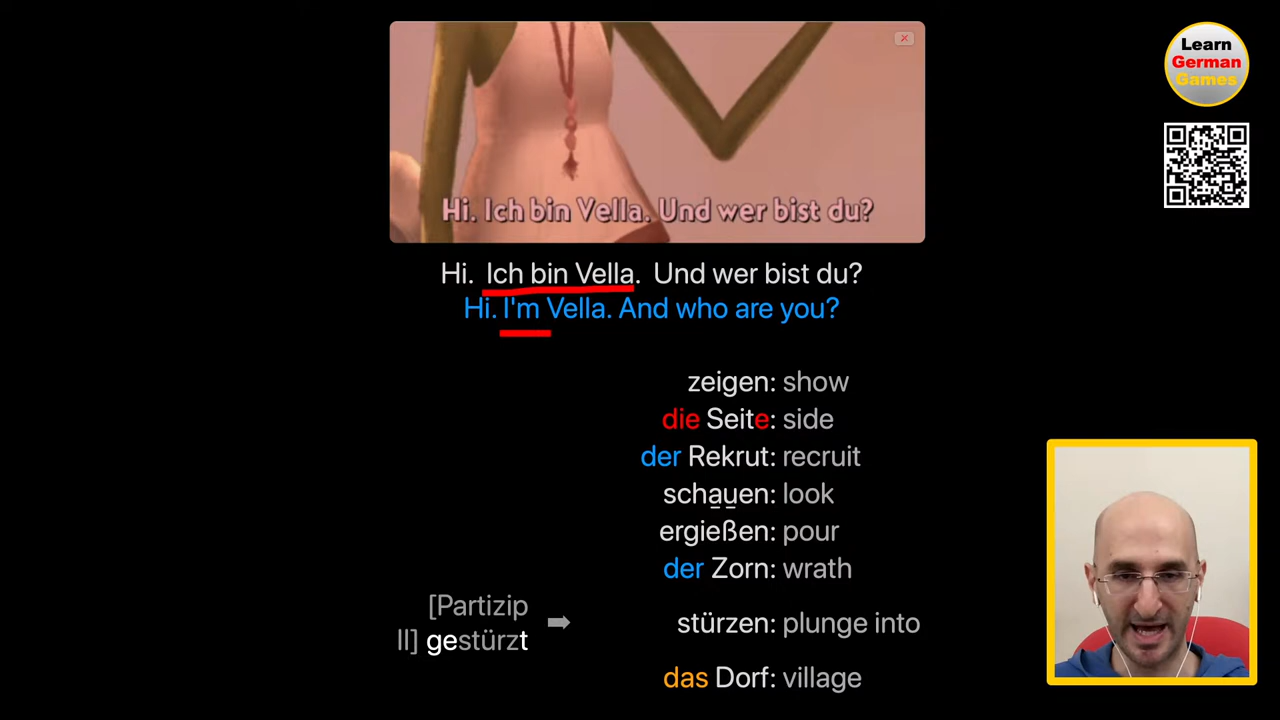 Learn
German
Games
Hi. Ich bin Vella. Und wer bist du?
Hi. Ich bin Vella. Und wer bist du?
Hi. I'm Vella. And who are you?
zeigen: show
die Seite: side
der Rekrut: recruit
schauen: look
ergießen: pour
der Zorn: wrath
[Partizip
II] gestürzt
➡
stürzen: plunge into
das Dorf: village